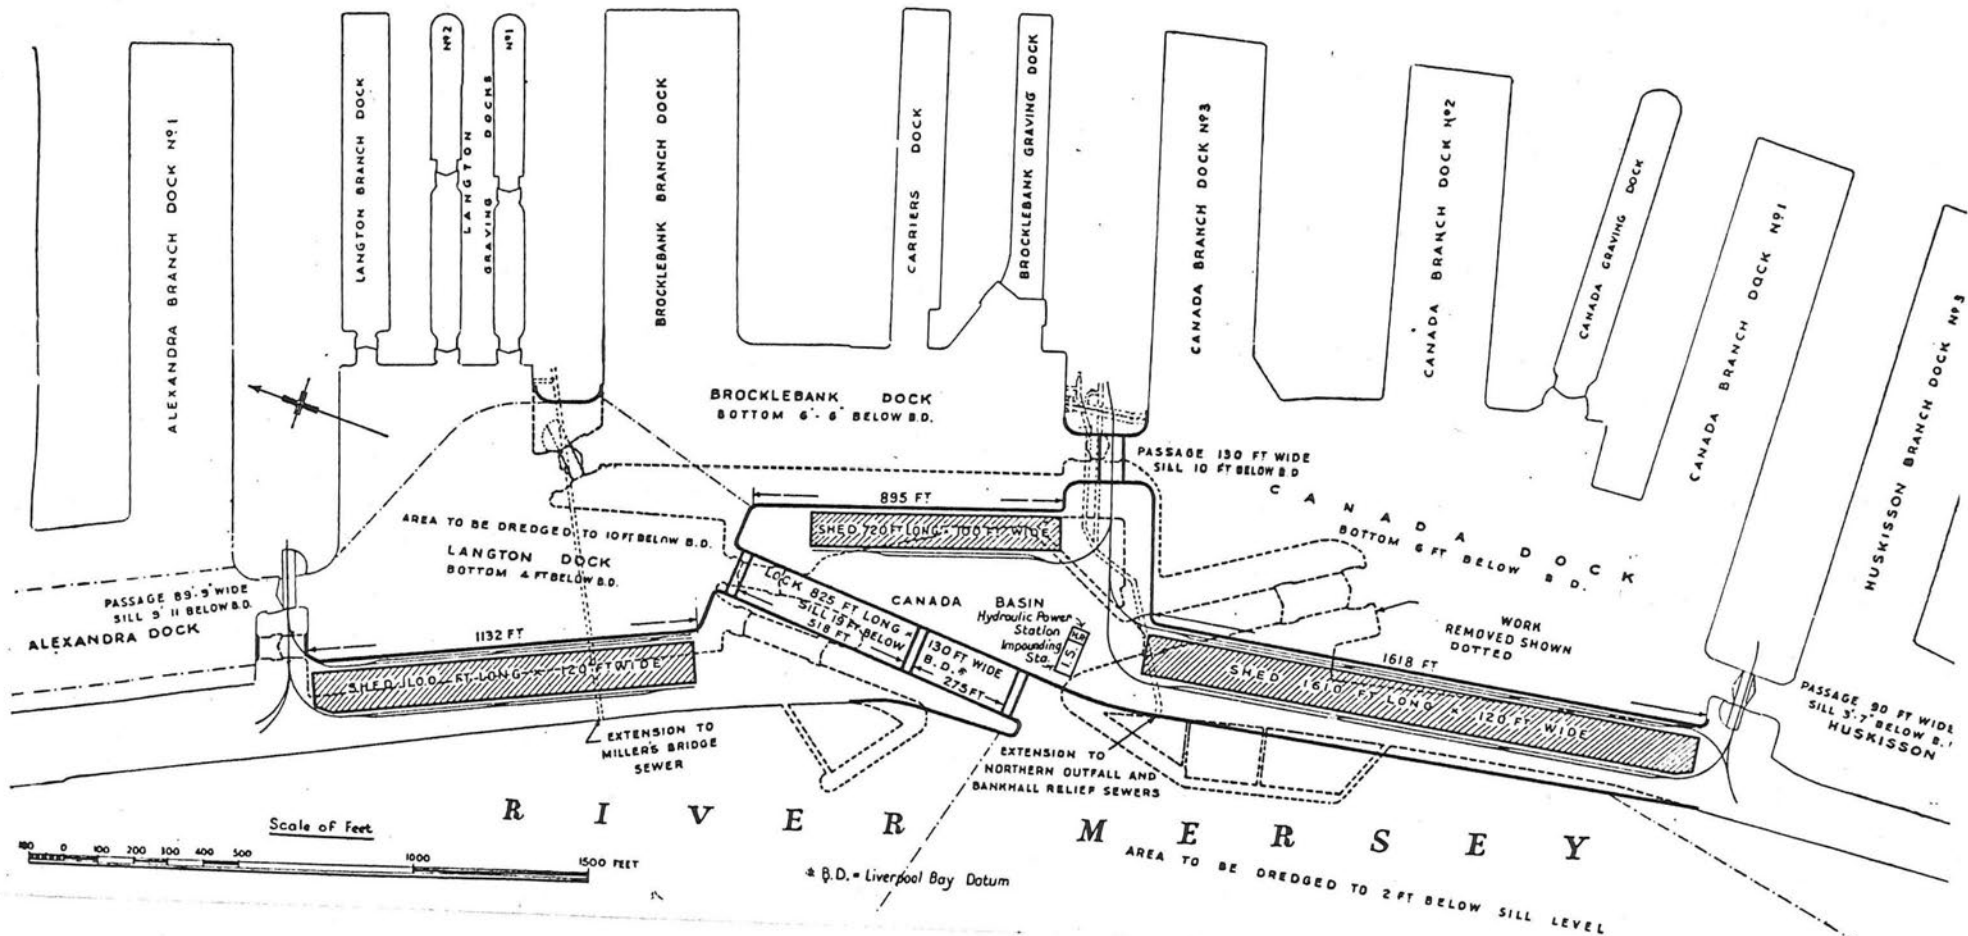 ALEXANDRA BRANCH DOCK Nº1
LANGTON BRANCH DOCK
Nº2
LANGTON
GRAVING DOCKS
Nº1
BROCKLEBANK BRANCH DOCK
CARRIERS DOCK
BROCKLEBANK GRAVING DOCK
CANADA BRANCH DOCK Nº3
CANADA BRANCH DOCK Nº2
CANADA GRAVING DOCK
CANADA BRANCH DOCK Nº1
HUSKISSON BRANCH DOCK Nº3
BROCKLEBANK DOCK
BOTTOM 6'-6" BELOW B.D.
PASSAGE 130 FT WIDE
SILL 10 FT BELOW B.D
CANADA DOCK
BOTTOM 6 FT BELOW B.D.
895 FT
SHED 720 FT LONG × 100 FT WIDE
AREA TO BE DREDGED TO 10 FT BELOW B.D.
LANGTON DOCK
BOTTOM 4 FT BELOW B.D.
PASSAGE 89'-9" WIDE
SILL 9' 11 BELOW B.D.
ALEXANDRA DOCK
1132 FT
SHED 1100 FT LONG × 120 FT WIDE
LOCK 825 FT LONG ×
SILL 19 FT BELOW
518 FT
130 FT WIDE
B.D. *
275 FT
CANADA BASIN
Hydraulic Power
Station
Impounding
Sta.
H.P.
I.S.
WORK
REMOVED SHOWN
DOTTED
1618 FT
SHED 1610 FT LONG × 120 FT WIDE
PASSAGE 90 FT WIDE
SILL 3'-7" BELOW B.
HUSKISSON
EXTENSION TO
MILLER'S BRIDGE
SEWER
EXTENSION TO
NORTHERN OUTFALL AND
BANKHALL RELIEF SEWERS
RIVER MERSEY
AREA TO BE DREDGED TO 2 FT BELOW SILL LEVEL
Scale of Feet
100 0 100 200 300 400 500 1000 1500 FEET
* B.D. = Liverpool Bay Datum